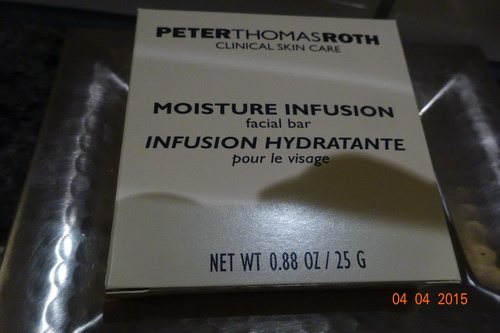 PETERTHOMASROTH
CLINICAL SKIN CARE
MOISTURE INFUSION
facial bar
INFUSION HYDRATANTE
pour le visage
NET WT 0.88 OZ / 25 G
04 04 2015